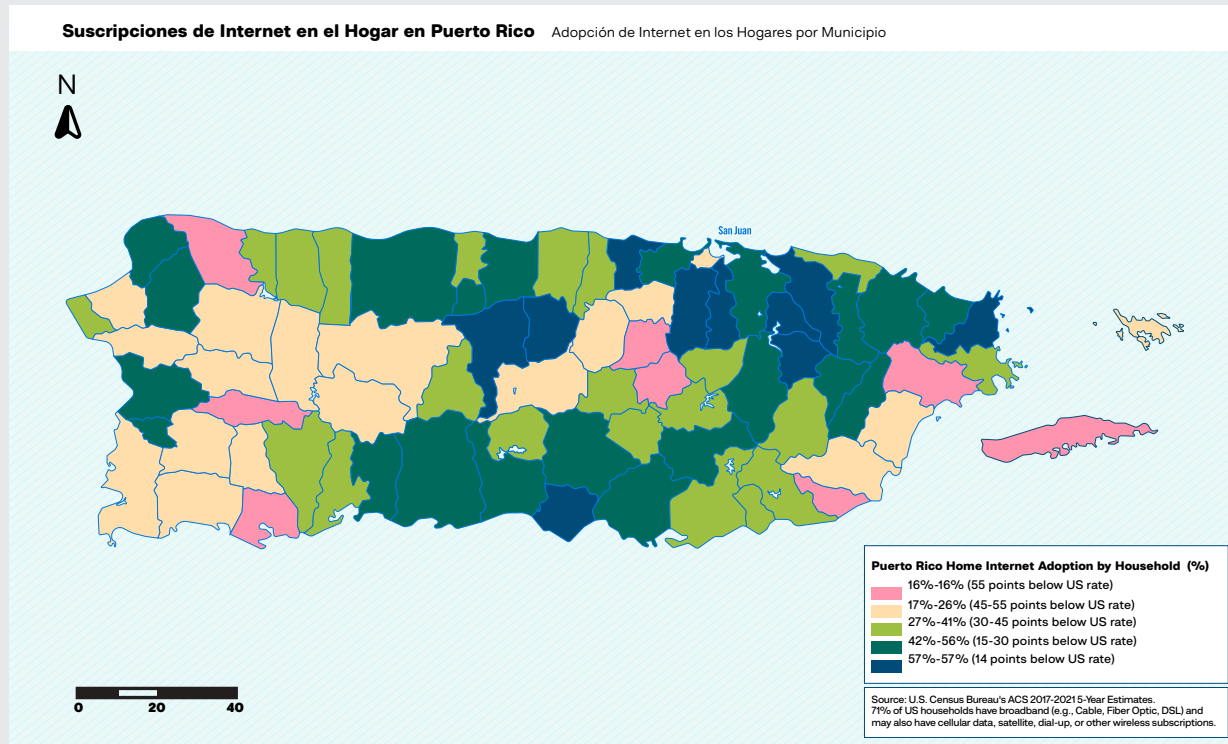 Suscripciones de Internet en el Hogar en Puerto Rico Adopción de Internet en los Hogares por Municipio
N
San Juan
Puerto Rico Home Internet Adoption by Household (%)
16%-16% (55 points below US rate)
17%-26% (45-55 points below US rate)
27%-41% (30-45 points below US rate)
42%-56% (15-30 points below US rate)
57%-57% (14 points below US rate)
0 20 40
Source: U.S. Census Bureau's ACS 2017-2021 5-Year Estimates.
71% of US households have broadband (e.g., Cable, Fiber Optic, DSL) and
may also have cellular data, satellite, dial-up, or other wireless subscriptions.